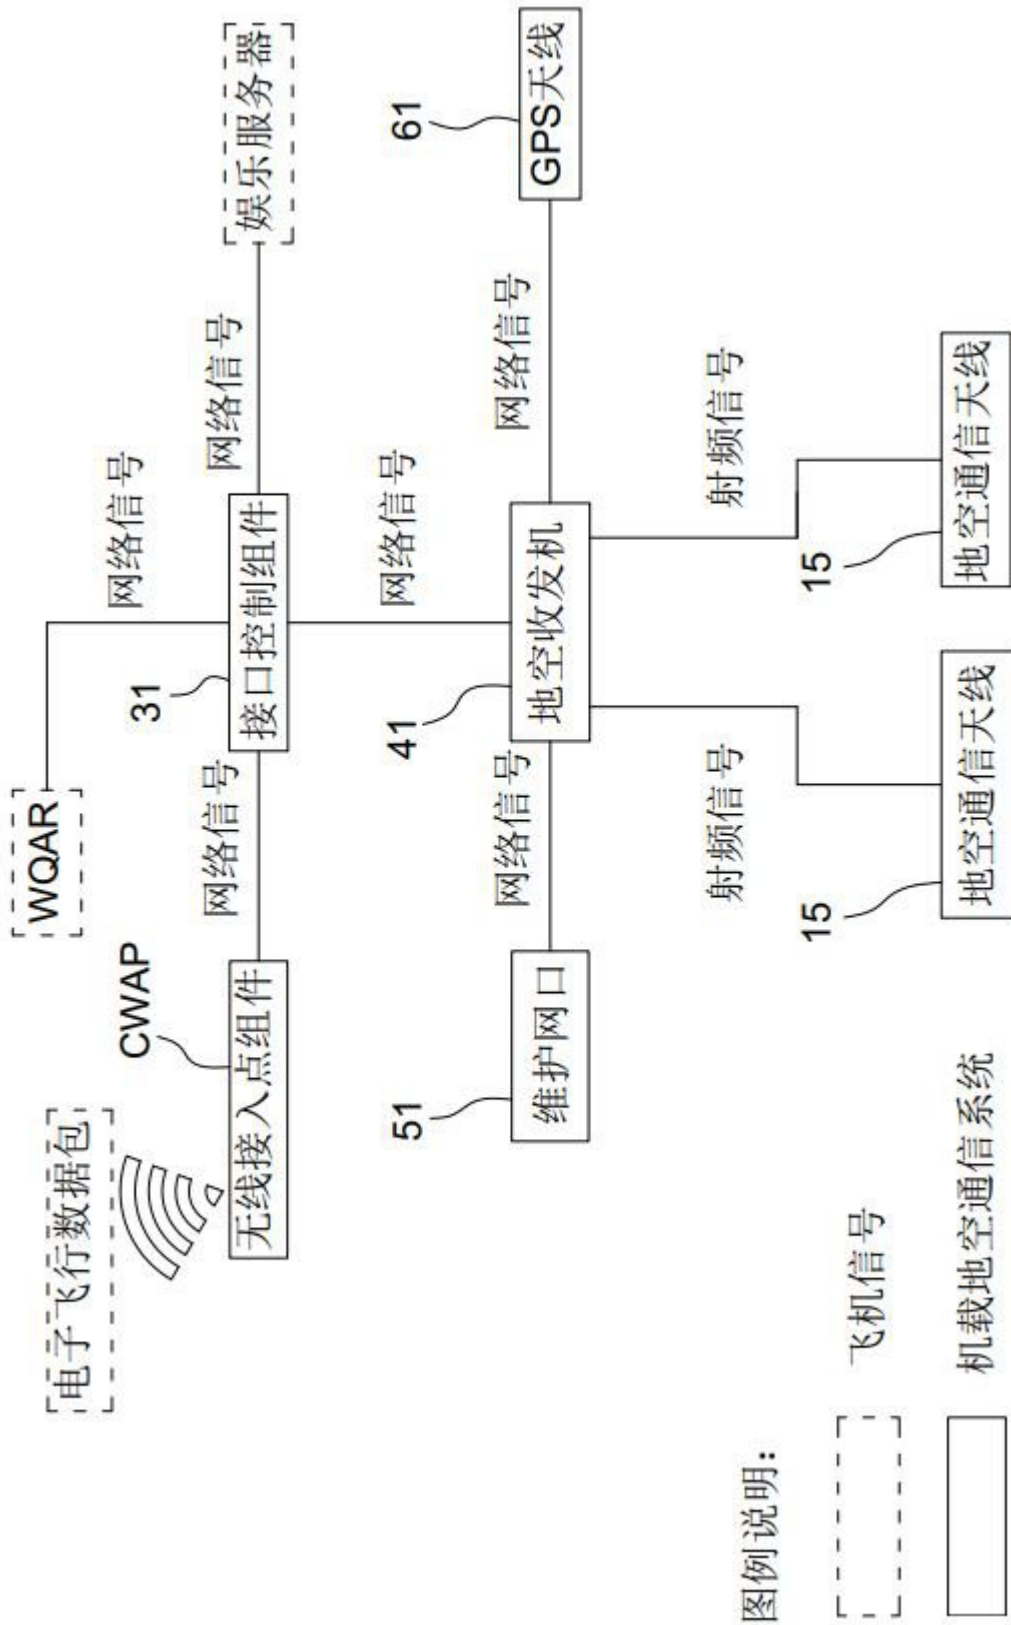 WQAR
网络信号
电子飞行数据包
CWAP
31
娱乐服务器
无线接入点组件
网络信号
接口控制组件
网络信号
网络信号
51
41
61
维护网口
网络信号
地空收发机
网络信号
GPS天线
射频信号
射频信号
15
15
地空通信天线
地空通信天线
图例说明：
飞机信号
机载地空通信系统